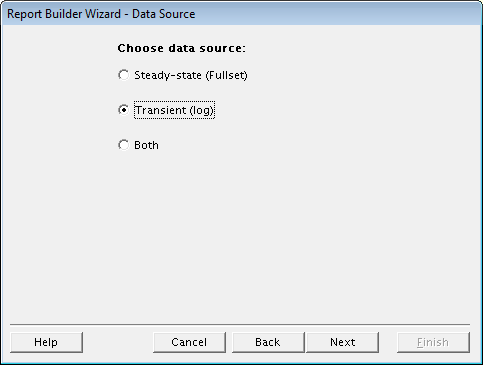 Report Builder Wizard - Data Source
Choose data source:
Steady-state (Fullset)
Transient (log)
Both
Help Cancel Back Next Finish